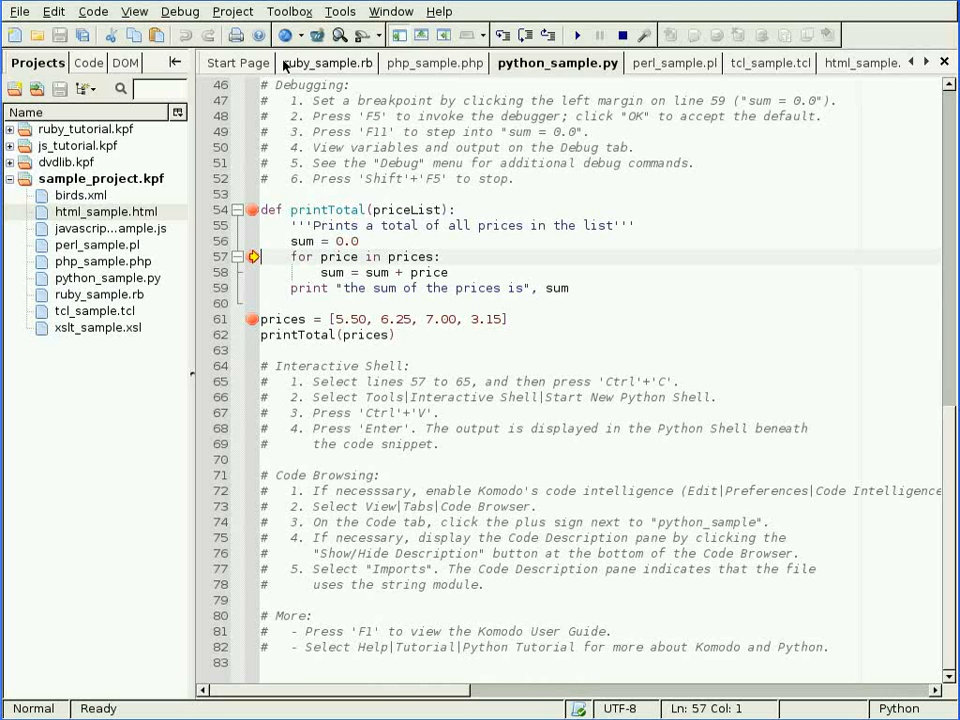 File Edit Code View Debug Project Toolbox Tools Window Help
Projects Code DOM
Start Page ruby_sample.rb php_sample.php python_sample.py perl_sample.pl tcl_sample.tcl html_sample.
Name
ruby_tutorial.kpf
js_tutorial.kpf
dvdlib.kpf
sample_project.kpf
birds.xml
html_sample.html
javascrip...ample.js
perl_sample.pl
php_sample.php
python_sample.py
ruby_sample.rb
tcl_sample.tcl
xslt_sample.xsl
46 # Debugging:
47 #   1. Set a breakpoint by clicking the left margin on line 59 ("sum = 0.0").
48 #   2. Press 'F5' to invoke the debugger; click "OK" to accept the default.
49 #   3. Press 'F11' to step into "sum = 0.0".
50 #   4. View variables and output on the Debug tab.
51 #   5. See the "Debug" menu for additional debug commands.
52 #   6. Press 'Shift'+'F5' to stop.
53
54 def printTotal(priceList):
55     '''Prints a total of all prices in the list'''
56     sum = 0.0
57     for price in prices:
58         sum = sum + price
59     print "the sum of the prices is", sum
60
61 prices = [5.50, 6.25, 7.00, 3.15]
62 printTotal(prices)
63
64 # Interactive Shell:
65 #   1. Select lines 57 to 65, and then press 'Ctrl'+'C'.
66 #   2. Select Tools|Interactive Shell|Start New Python Shell.
67 #   3. Press 'Ctrl'+'V'.
68 #   4. Press 'Enter'. The output is displayed in the Python Shell beneath
69 #      the code snippet.
70
71 # Code Browsing:
72 #   1. If necesssary, enable Komodo's code intelligence (Edit|Preferences|Code Intelligence
73 #   2. Select View|Tabs|Code Browser.
74 #   3. On the Code tab, click the plus sign next to "python_sample".
75 #   4. If necessary, display the Code Description pane by clicking the
76 #      "Show/Hide Description" button at the bottom of the Code Browser.
77 #   5. Select "Imports". The Code Description pane indicates that the file
78 #      uses the string module.
79
80 # More:
81 #   - Press 'F1' to view the Komodo User Guide.
82 #   - Select Help|Tutorial|Python Tutorial for more about Komodo and Python.
83
Normal Ready UTF-8 Ln: 57 Col: 1 Python